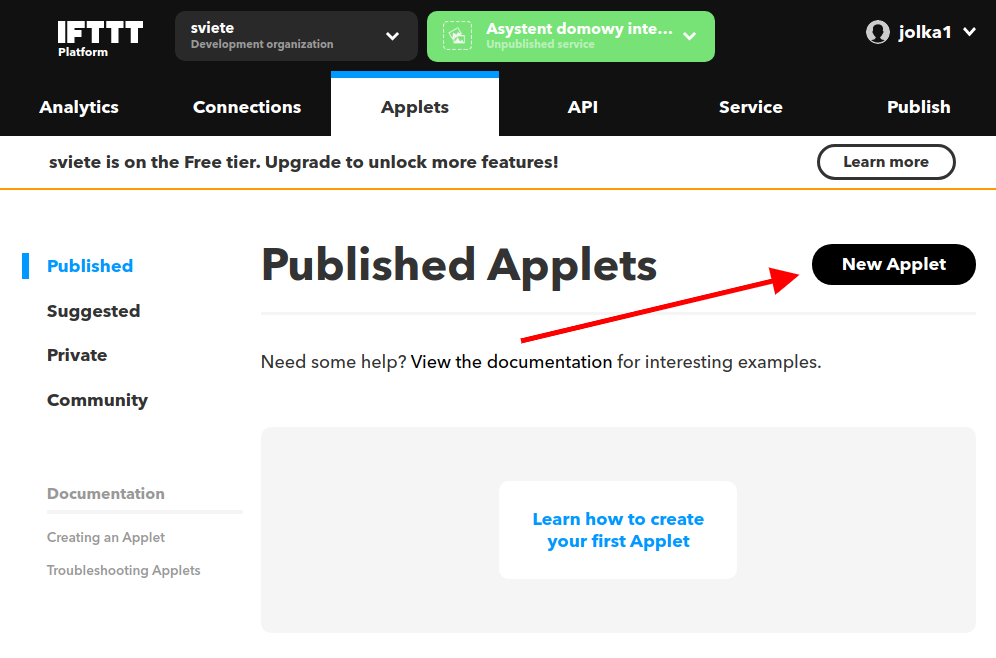 IFTTT
Platform
sviete
Development organization
Asystent domowy inte...
Unpublished service
jolka1
Analytics
Connections
Applets
API
Service
Publish
sviete is on the Free tier. Upgrade to unlock more features!
Learn more
Published
Suggested
Private
Community
Documentation
Creating an Applet
Troubleshooting Applets
Published Applets
New Applet
Need some help? View the documentation for interesting examples.
Learn how to create
your first Applet